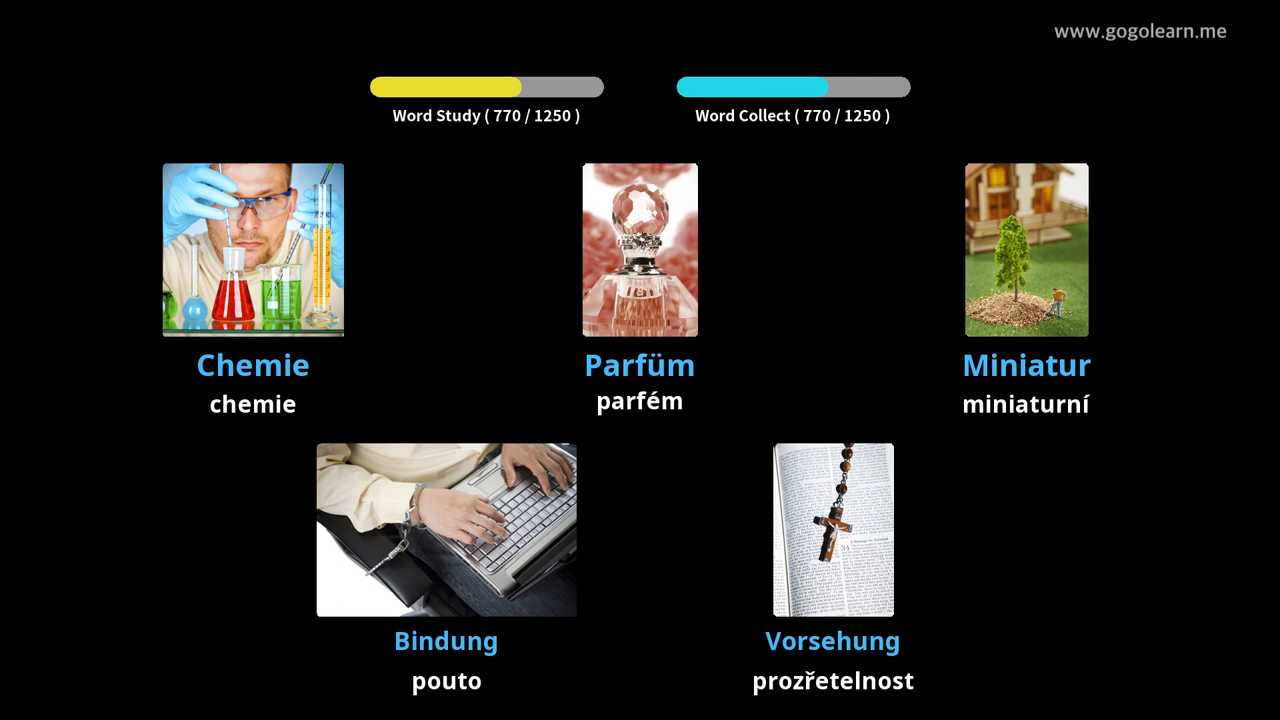 www.gogolearn.me
Word Study ( 770 / 1250 )
Word Collect ( 770 / 1250 )
Chemie
chemie
Parfüm
parfém
Miniatur
miniaturní
Bindung
pouto
Vorsehung
prozřetelnost